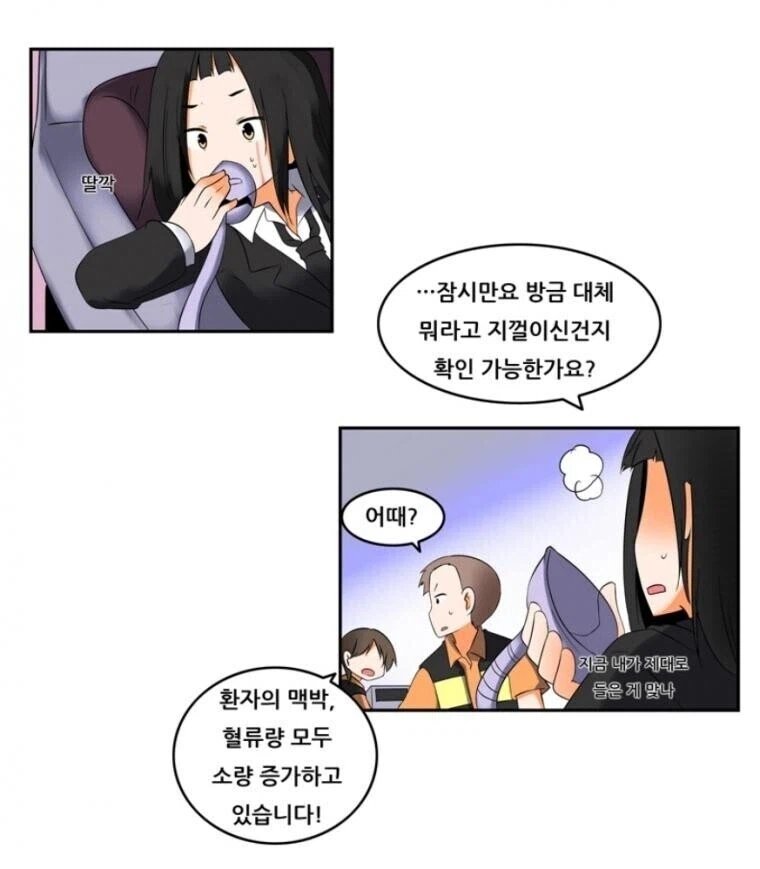 딸깍
…잠시만요 방금 대체
뭐라고 지껄이신건지
확인 가능한가요?
어때?
지금 내가 제대로
들은 게 맞나
환자의 맥박,
혈류량 모두
소량 증가하고
있습니다!